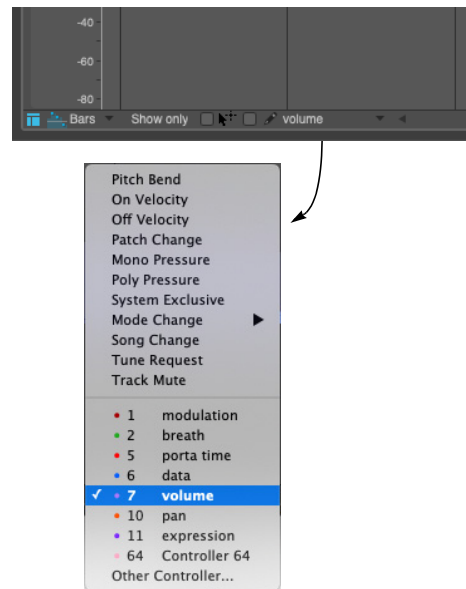 -40
-60
-80
Bars Show only volume
Pitch Bend
On Velocity
Off Velocity
Patch Change
Mono Pressure
Poly Pressure
System Exclusive
Mode Change
Song Change
Tune Request
Track Mute
1 modulation
2 breath
5 porta time
6 data
7 volume
10 pan
11 expression
64 Controller 64
Other Controller...